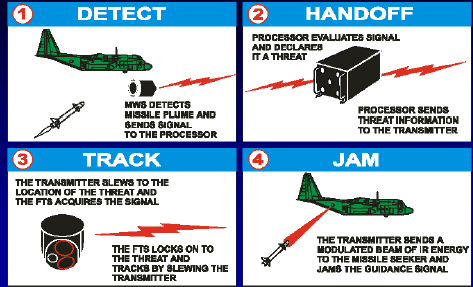 1 DETECT
MWS DETECTS
MISSILE PLUME AND
SENDS SIGNAL
TO THE PROCESSOR
2 HANDOFF
PROCESSOR EVALUATES SIGNAL
AND DECLARES
IT A THREAT
PROCESSOR SENDS
THREAT INFORMATION
TO THE TRANSMITTER
3 TRACK
THE TRANSMITTER SLEWS TO THE
LOCATION OF THE THREAT AND
THE FTS ACQUIRES THE SIGNAL
THE FTS LOCKS ON TO
THE THREAT AND
TRACKS BY SLEWING THE
TRANSMITTER
4 JAM
THE TRANSMITTER SENDS A
MODULATED BEAM OF IR ENERGY
TO THE MISSILE SEEKER AND
JAMS THE GUIDANCE SIGNAL